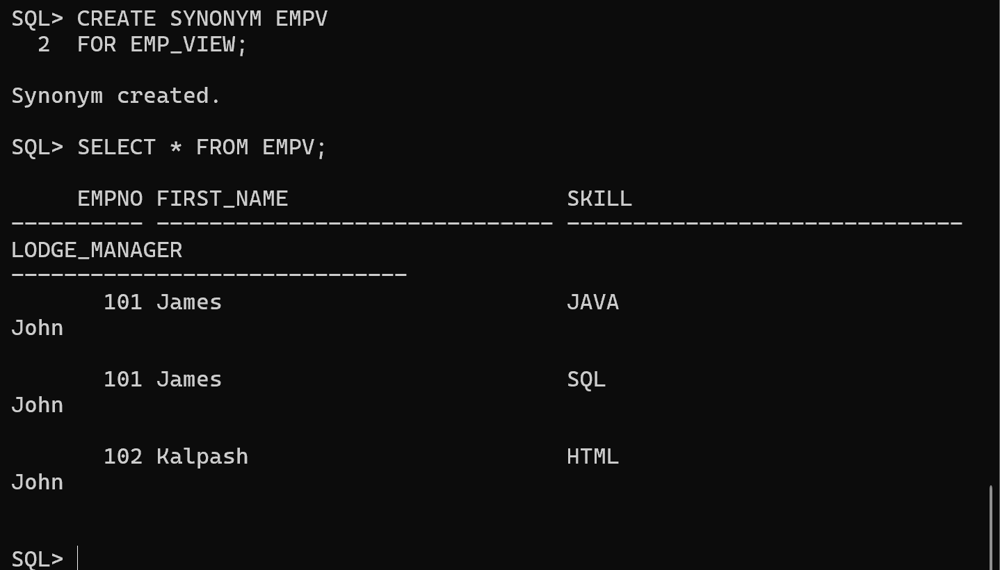 SQL> CREATE SYNONYM EMPV
  2  FOR EMP_VIEW;

Synonym created.

SQL> SELECT * FROM EMPV;

     EMPNO FIRST_NAME                     SKILL
---------- ------------------------------ ------------------------------
LODGE_MANAGER
------------------------------
       101 James                          JAVA
John

       101 James                          SQL
John

       102 Kalpash                        HTML
John


SQL>